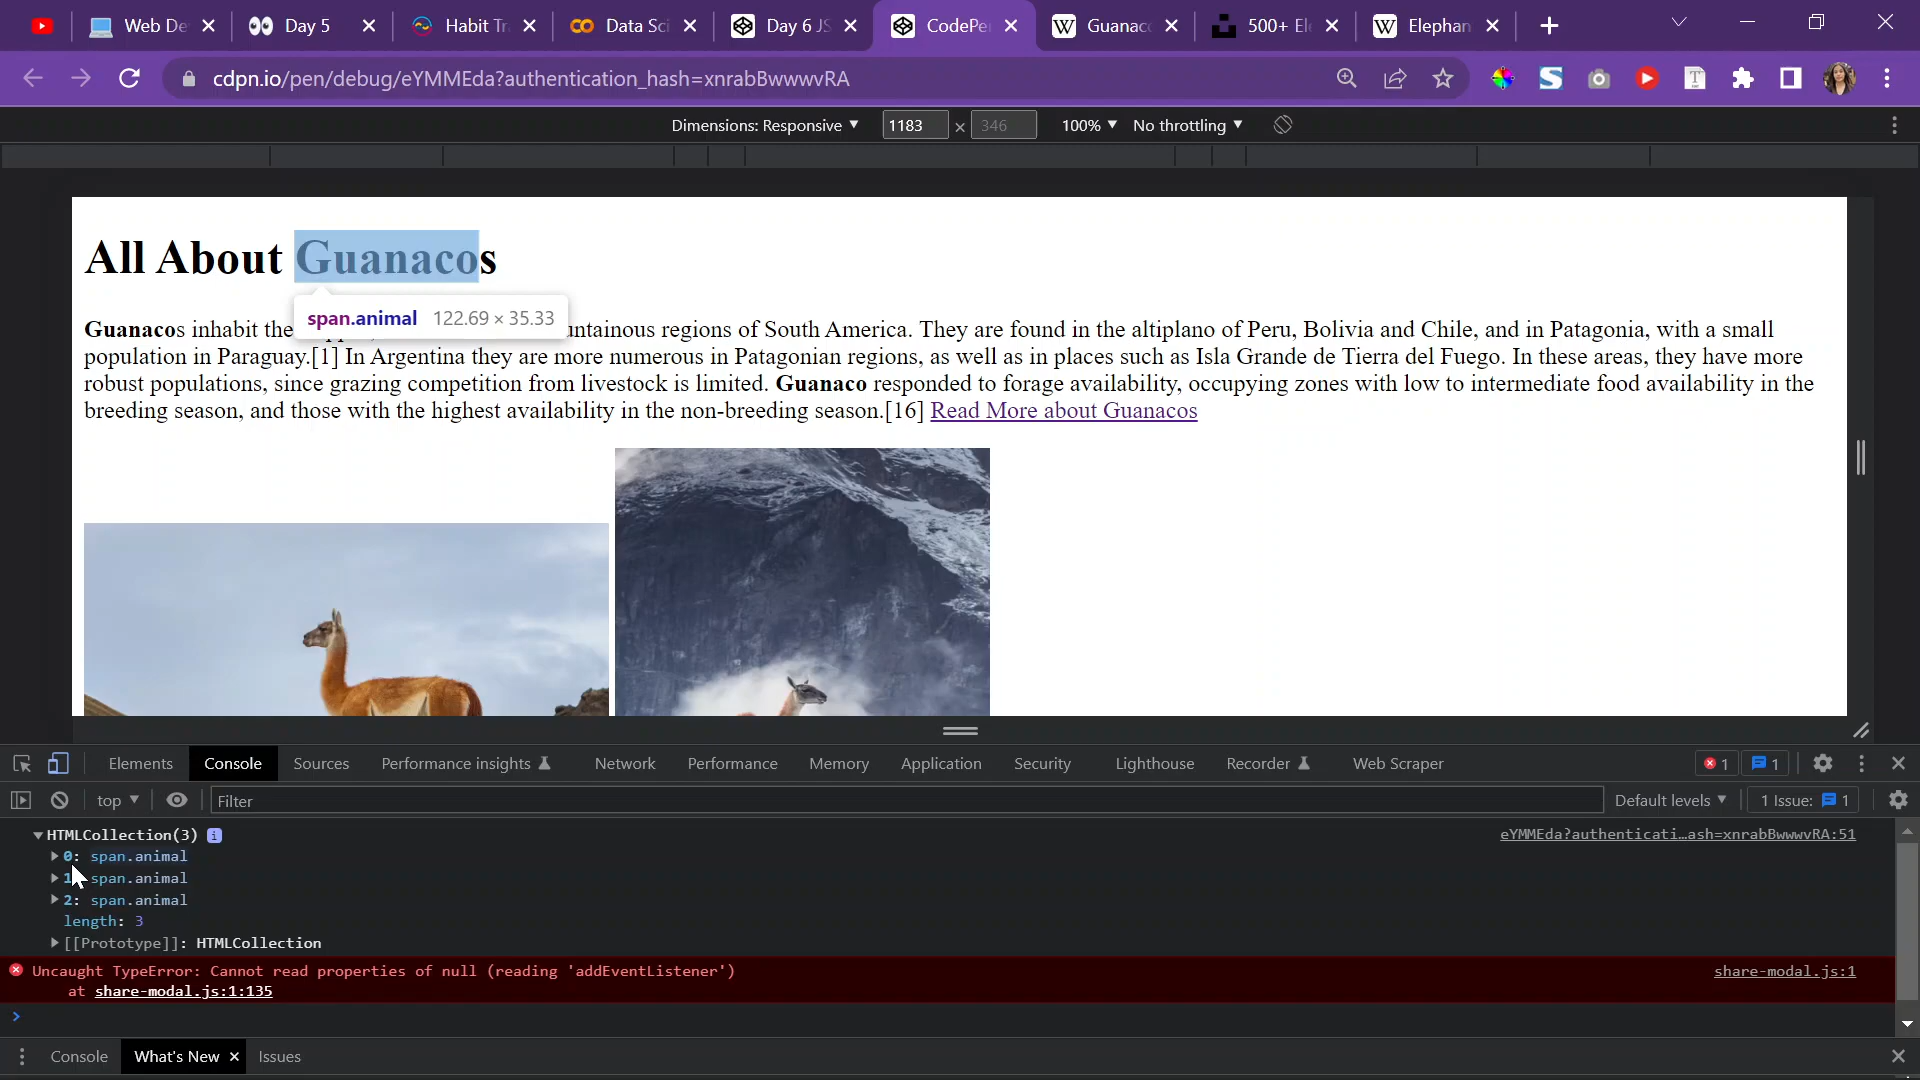 Web De
Day 5
Habit Tr
Data Sci
Day 6 JS
CodePe
Guanaco
500+ El
Elephan
cdpn.io/pen/debug/eYMMEda?authentication_hash=xnrabBwwwvRA
Dimensions: Responsive
1183 × 346
100%
No throttling
All About Guanacos
span.animal 122.69 × 35.33
Guanacos inhabit the untainous regions of South America. They are found in the altiplano of Peru, Bolivia and Chile, and in Patagonia, with a small
population in Paraguay.[1] In Argentina they are more numerous in Patagonian regions, as well as in places such as Isla Grande de Tierra del Fuego. In these areas, they have more
robust populations, since grazing competition from livestock is limited. Guanaco responded to forage availability, occupying zones with low to intermediate food availability in the
breeding season, and those with the highest availability in the non-breeding season.[16] Read More about Guanacos
Elements Console Sources Performance insights Network Performance Memory Application Security Lighthouse Recorder Web Scraper 1 1
top Filter Default levels 1 Issue: 1
HTMLCollection(3) i eYMMEda?authenticati…ash=xnrabBwwwvRA:51
0: span.animal
1: span.animal
2: span.animal
length: 3
[[Prototype]]: HTMLCollection
Uncaught TypeError: Cannot read properties of null (reading 'addEventListener') share-modal.js:1
at share-modal.js:1:135
Console What's New Issues